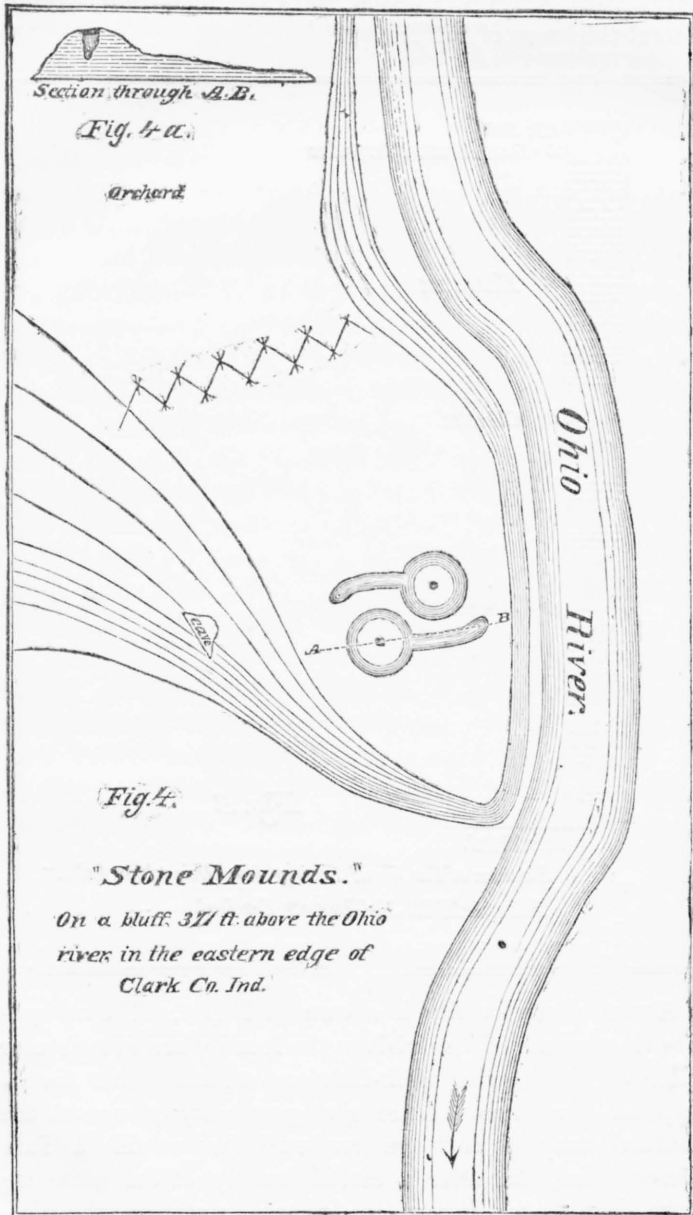 Section through A.B.
Fig. 4 a.
Orchard
Ohio
River.
Cave
A
B
Fig. 4.
"Stone Mounds."
On a bluff ft. above the Ohio
river in the eastern edge of
Clark Co. Ind.